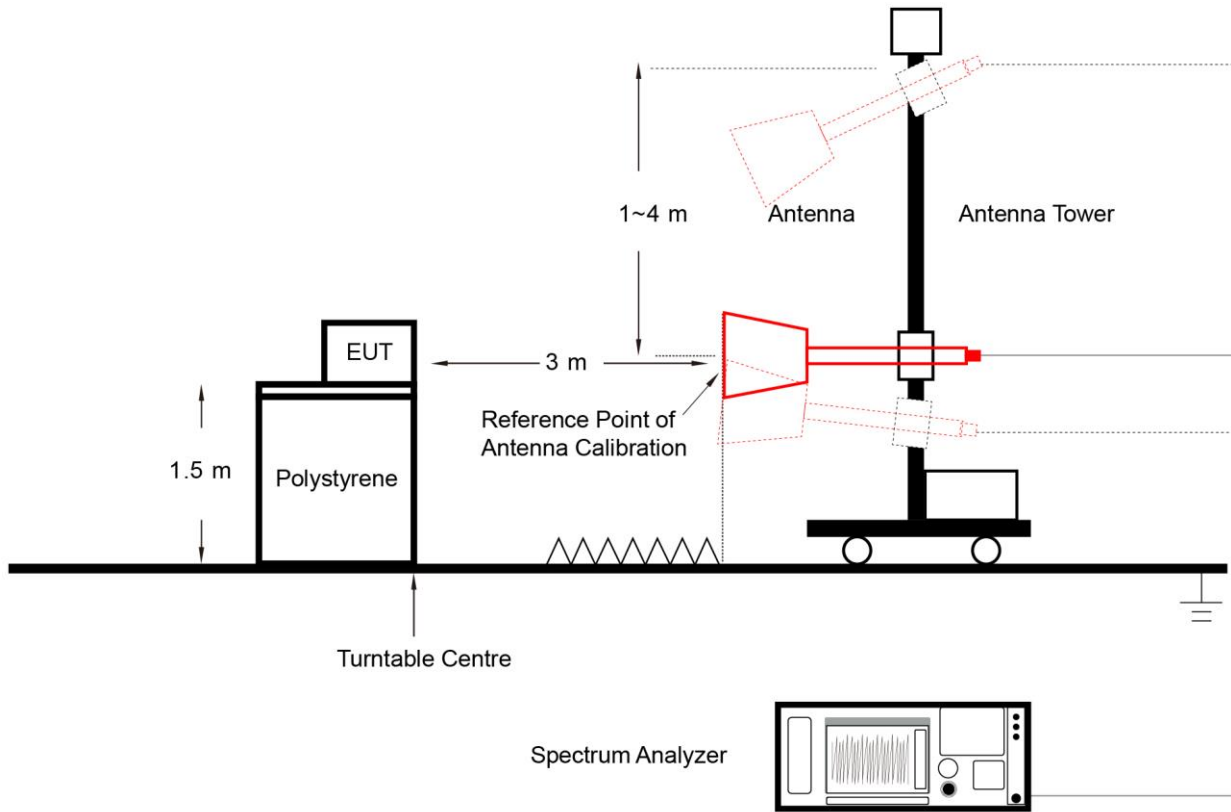 1~4 m
Antenna
Antenna Tower
EUT
3 m
Reference Point of
Antenna Calibration
1.5 m
Polystyrene
Turntable Centre
Spectrum Analyzer